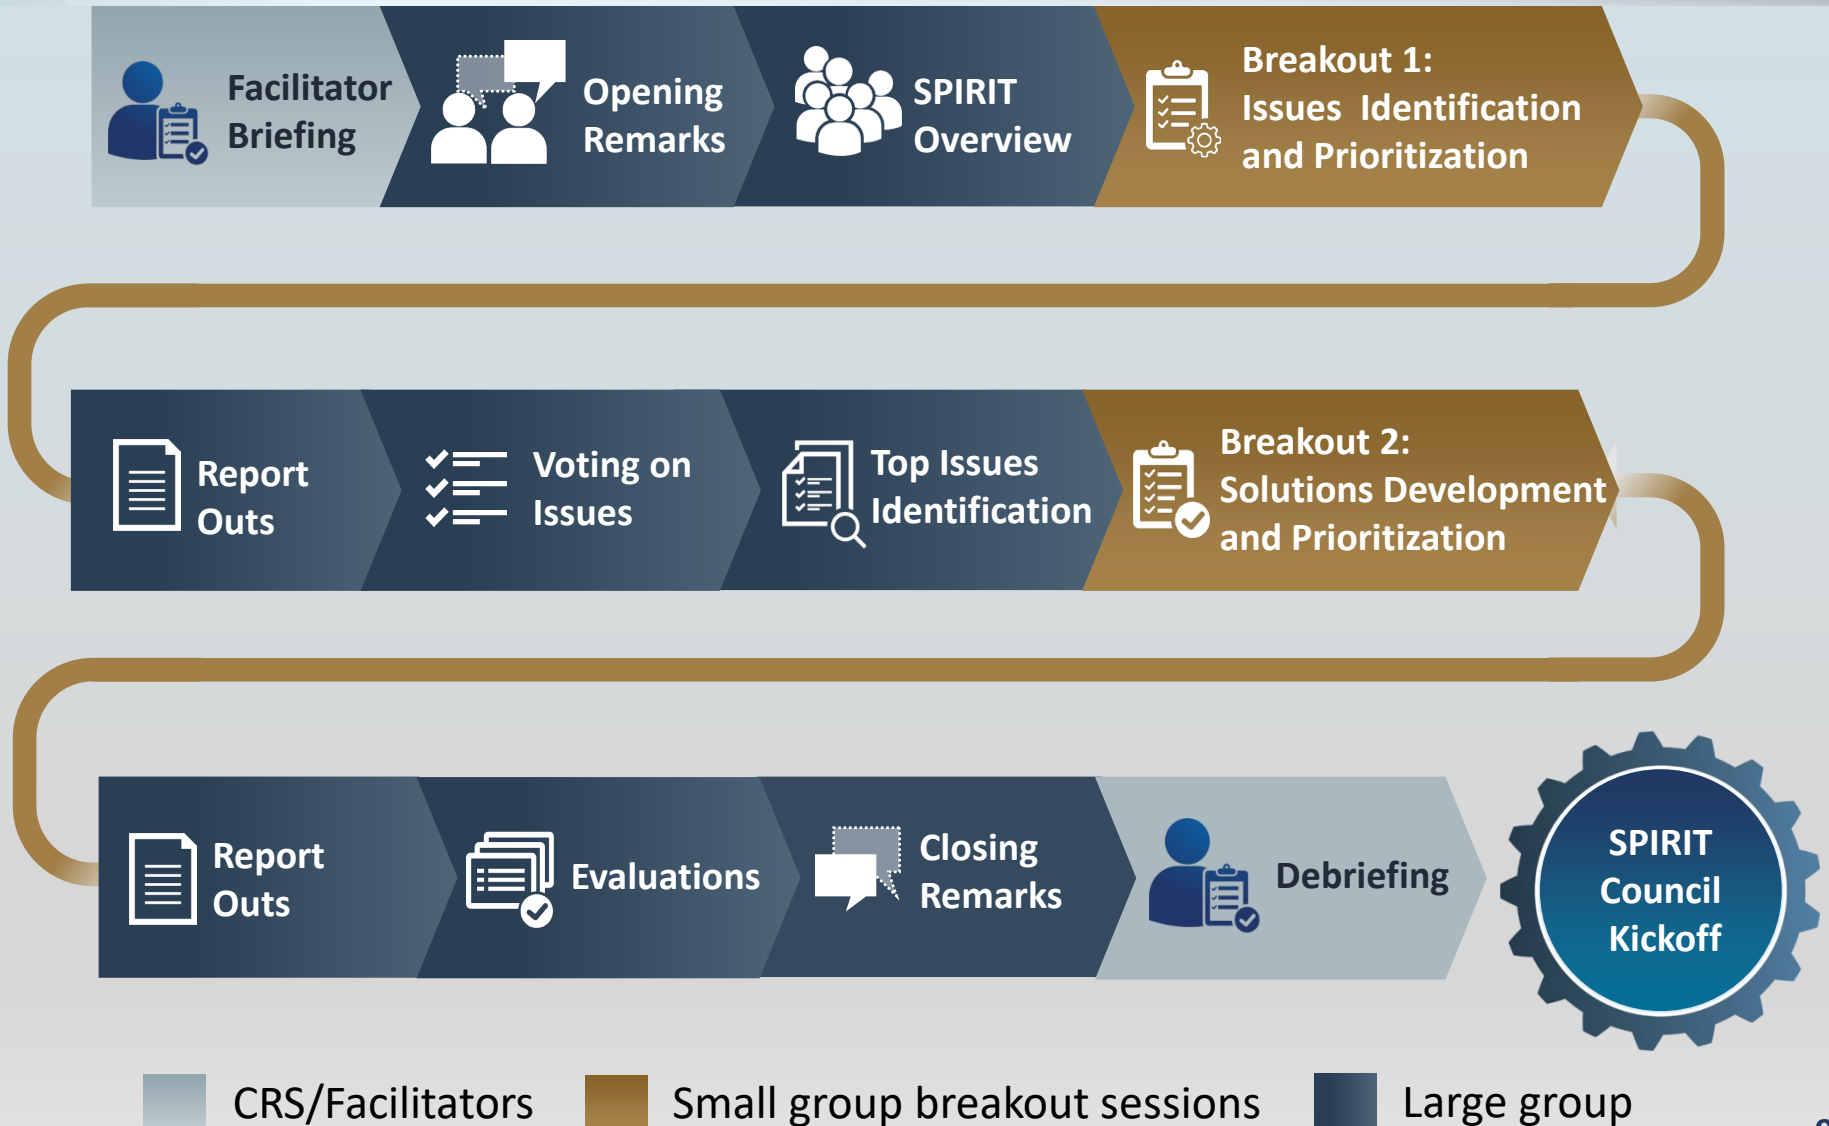 Facilitator
Briefing
Opening
Remarks
SPIRIT
Overview
Breakout 1:
Issues Identification
and Prioritization
Report
Outs
Voting on
Issues
Top Issues
Identification
Breakout 2:
Solutions Development
and Prioritization
Report
Outs
Evaluations
Closing
Remarks
Debriefing
SPIRIT
Council
Kickoff
CRS/Facilitators
Small group breakout sessions
Large group